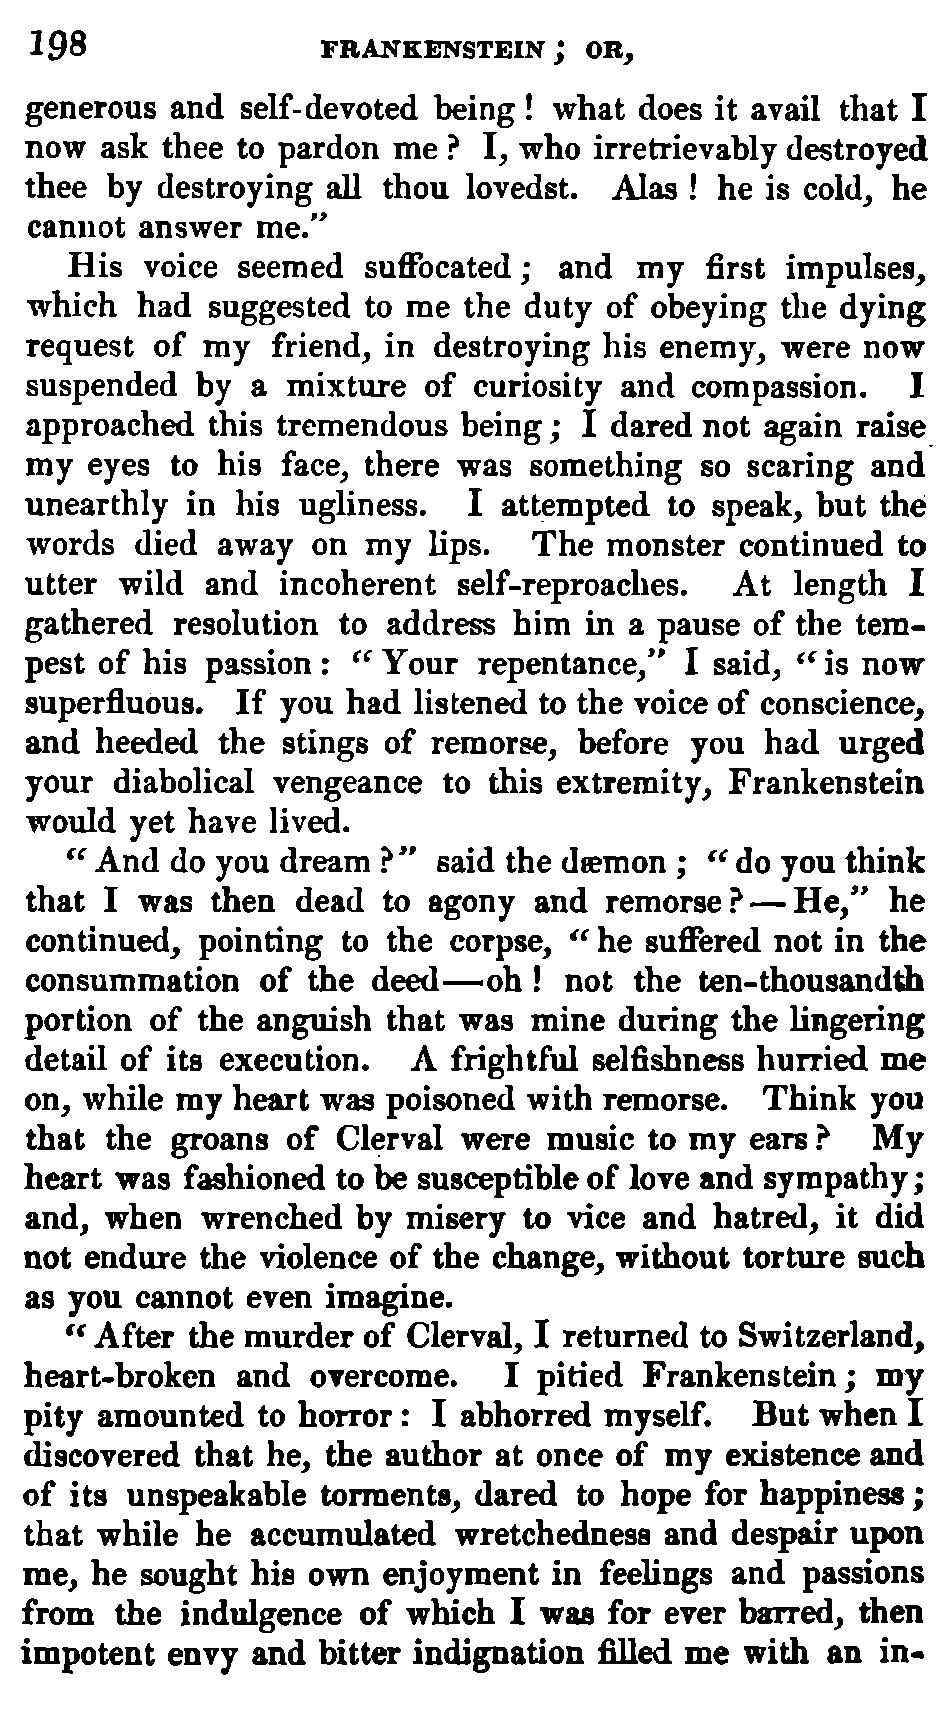 198 FRANKENSTEIN ; OR,
generous and self-devoted being ! what does it avail that I
now ask thee to pardon me ? I, who irretrievably destroyed
thee by destroying all thou lovedst. Alas ! he is cold, he
cannot answer me.”
His voice seemed suffocated ; and my first impulses,
which had suggested to me the duty of obeying the dying
request of my friend, in destroying his enemy, were now
suspended by a mixture of curiosity and compassion. I
approached this tremendous being ; I dared not again raise
my eyes to his face, there was something so scaring and
unearthly in his ugliness. I attempted to speak, but the
words died away on my lips. The monster continued to
utter wild and incoherent self-reproaches. At length I
gathered resolution to address him in a pause of the tem-
pest of his passion : “ Your repentance,” I said, “ is now
superfluous. If you had listened to the voice of conscience,
and heeded the stings of remorse, before you had urged
your diabolical vengeance to this extremity, Frankenstein
would yet have lived.
“ And do you dream ?” said the dæmon ; “ do you think
that I was then dead to agony and remorse ? — He,” he
continued, pointing to the corpse, “ he suffered not in the
consummation of the deed—oh ! not the ten-thousandth
portion of the anguish that was mine during the lingering
detail of its execution. A frightful selfishness hurried me
on, while my heart was poisoned with remorse. Think you
that the groans of Clerval were music to my ears ? My
heart was fashioned to be susceptible of love and sympathy ;
and, when wrenched by misery to vice and hatred, it did
not endure the violence of the change, without torture such
as you cannot even imagine.
“ After the murder of Clerval, I returned to Switzerland,
heart-broken and overcome. I pitied Frankenstein ; my
pity amounted to horror : I abhorred myself. But when I
discovered that he, the author at once of my existence and
of its unspeakable torments, dared to hope for happiness ;
that while he accumulated wretchedness and despair upon
me, he sought his own enjoyment in feelings and passions
from the indulgence of which I was for ever barred, then
impotent envy and bitter indignation filled me with an in-